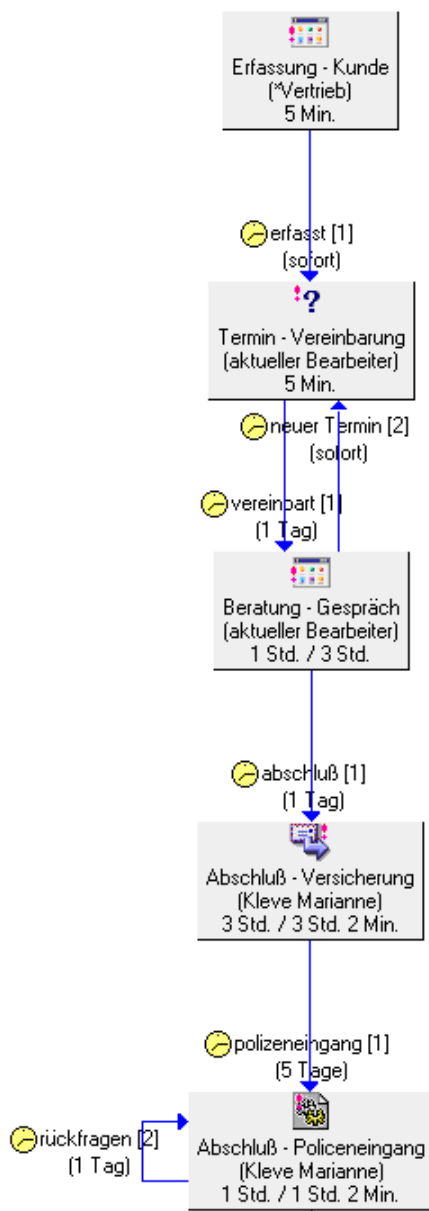 Erfassung - Kunde
(*Vertrieb)
5 Min.
erfasst [1]
(sofort)
?
Termin - Vereinbarung
(aktueller Bearbeiter)
5 Min.
neuer Termin [2]
(sofort)
vereinbart [1]
(1 Tag)
Beratung - Gespräch
(aktueller Bearbeiter)
1 Std. / 3 Std.
abschluß [1]
(1 Tag)
Abschluß - Versicherung
(Kleve Marianne)
3 Std. / 3 Std. 2 Min.
polizeneingang [1]
(5 Tage)
rückfragen [2]
(1 Tag)
Abschluß - Policeneingang
(Kleve Marianne)
1 Std. / 1 Std. 2 Min.